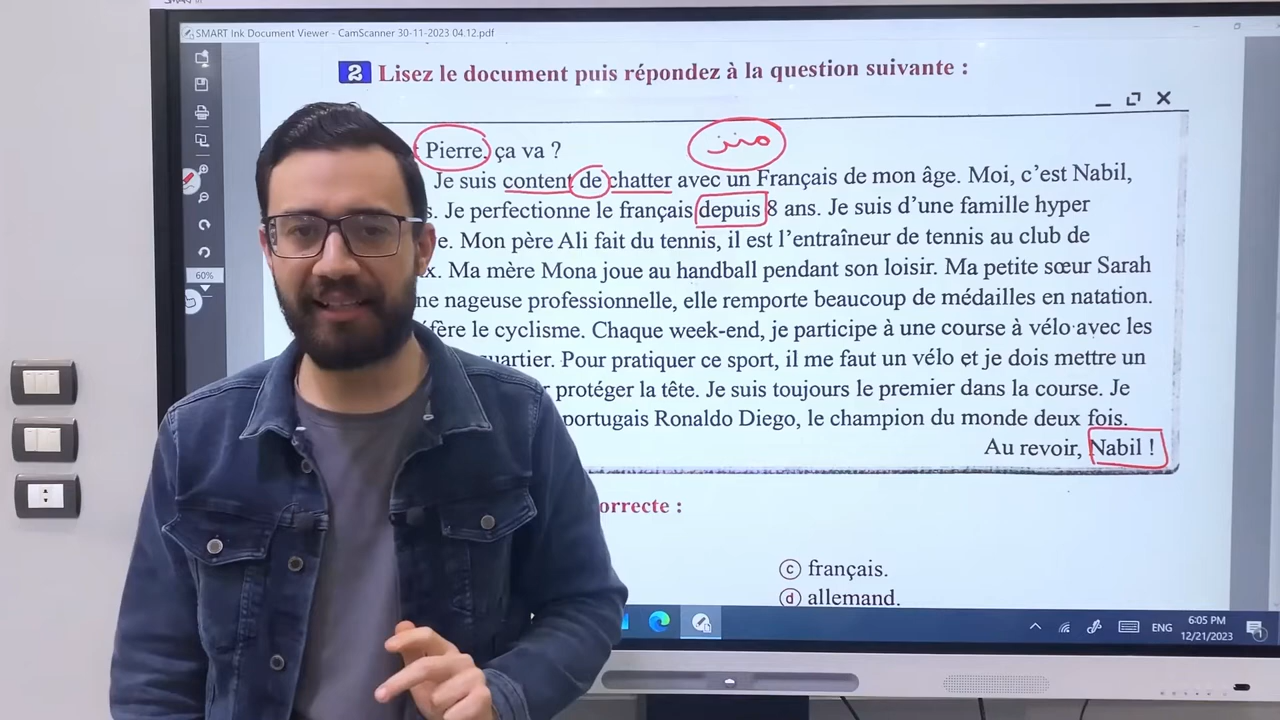 SMART Ink Document Viewer - CamScanner 30-11-2023 04.12.pdf
2 Lisez le document puis répondez à la question suivante :
Pierre, ça va ?
منذ
Je suis content de chatter avec un Français de mon âge. Moi, c'est Nabil,
s. Je perfectionne le français depuis 8 ans. Je suis d'une famille hyper
e. Mon père Ali fait du tennis, il est l'entraîneur de tennis au club de
x. Ma mère Mona joue au handball pendant son loisir. Ma petite sœur Sarah
ne nageuse professionnelle, elle remporte beaucoup de médailles en natation.
fère le cyclisme. Chaque week-end, je participe à une course à vélo avec les
uartier. Pour pratiquer ce sport, il me faut un vélo et je dois mettre un
r protéger la tête. Je suis toujours le premier dans la course. Je
portugais Ronaldo Diego, le champion du monde deux fois.
Au revoir, Nabil !
orrecte :
c français.
d allemand.
60%
ENG
6:05 PM
12/21/2023